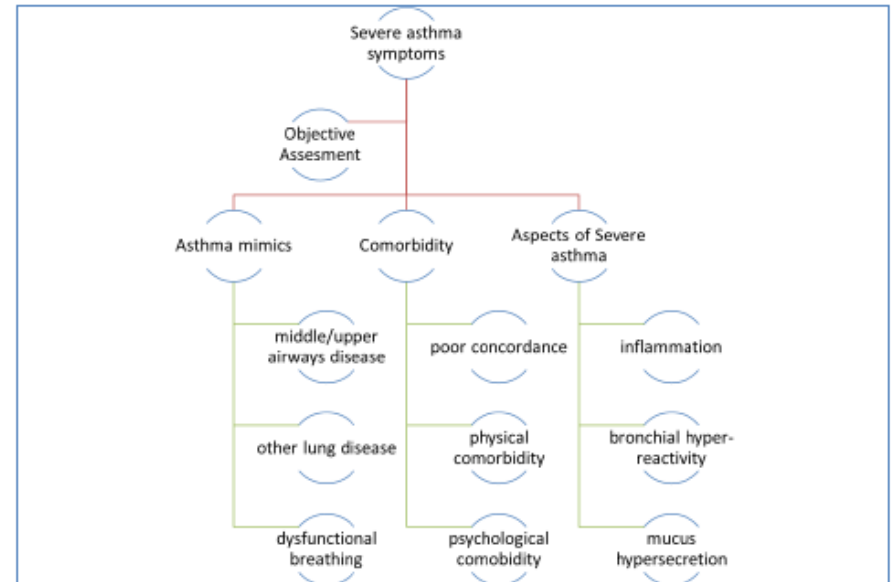 Severe asthma
symptoms
Objective
Assesment
Asthma mimics
Comorbidity
Aspects of Severe
asthma
middle/upper
airways disease
poor concordance
inflammation
other lung disease
physical
comorbidity
bronchial hyper-
reactivity
dysfunctional
breathing
psychological
comobidity
mucus
hypersecretion